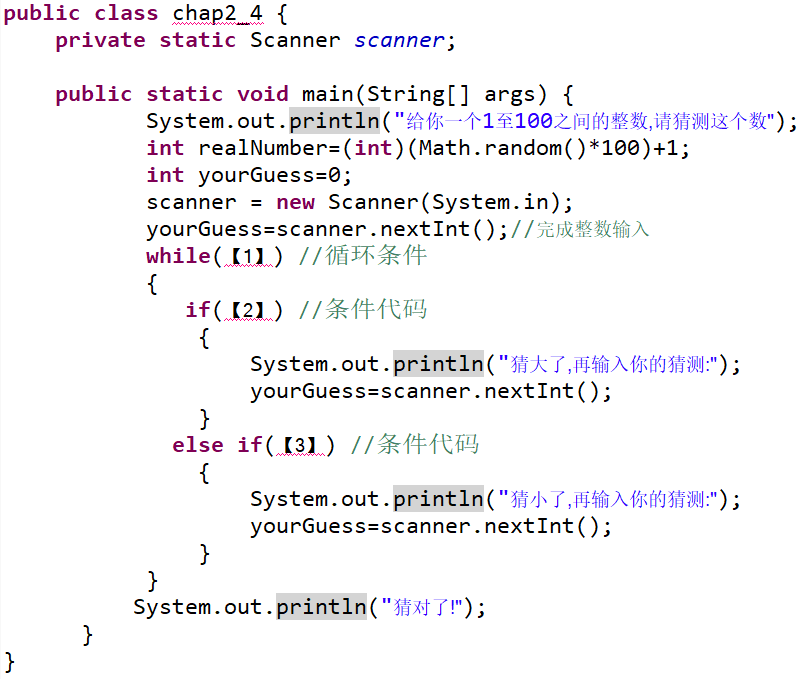 public class chap2_4 {
private static Scanner scanner;
public static void main(String[] args) {
System.out.println("给你一个1至100之间的整数,请猜测这个数");
int realNumber=(int)(Math.random()*100)+1;
int yourGuess=0;
scanner = new Scanner(System.in);
yourGuess=scanner.nextInt();//完成整数输入
while(【1】) //循环条件
{
if(【2】) //条件代码
{
System.out.println("猜大了,再输入你的猜测:");
yourGuess=scanner.nextInt();
}
else if(【3】) //条件代码
{
System.out.println("猜小了,再输入你的猜测:");
yourGuess=scanner.nextInt();
}
}
System.out.println("猜对了!");
}
}